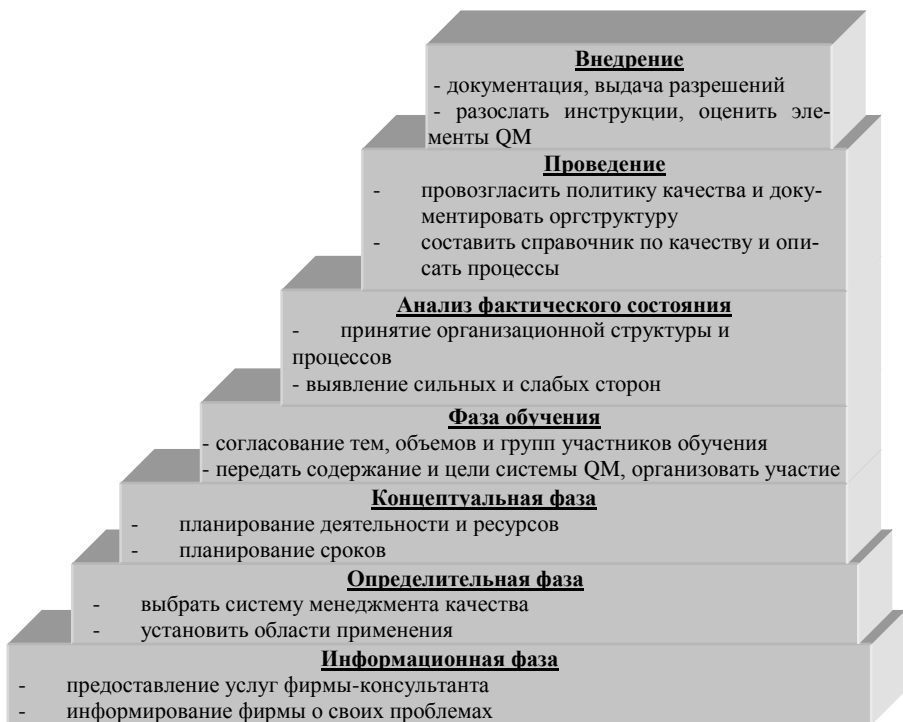 Внедрение
- документация, выдача разрешений
- разослать инструкции, оценить эле-
менты QM
Проведение
- провозгласить политику качества и доку-
ментировать оргструктуру
- составить справочник по качеству и опи-
сать процессы
Анализ фактического состояния
- принятие организационной структуры и
процессов
- выявление сильных и слабых сторон
Фаза обучения
- согласование тем, объемов и групп участников обучения
- передать содержание и цели системы QM, организовать участие
Концептуальная фаза
- планирование деятельности и ресурсов
- планирование сроков
Определительная фаза
- выбрать систему менеджмента качества
- установить области применения
Информационная фаза
- предоставление услуг фирмы-консультанта
- информирование фирмы о своих проблемах